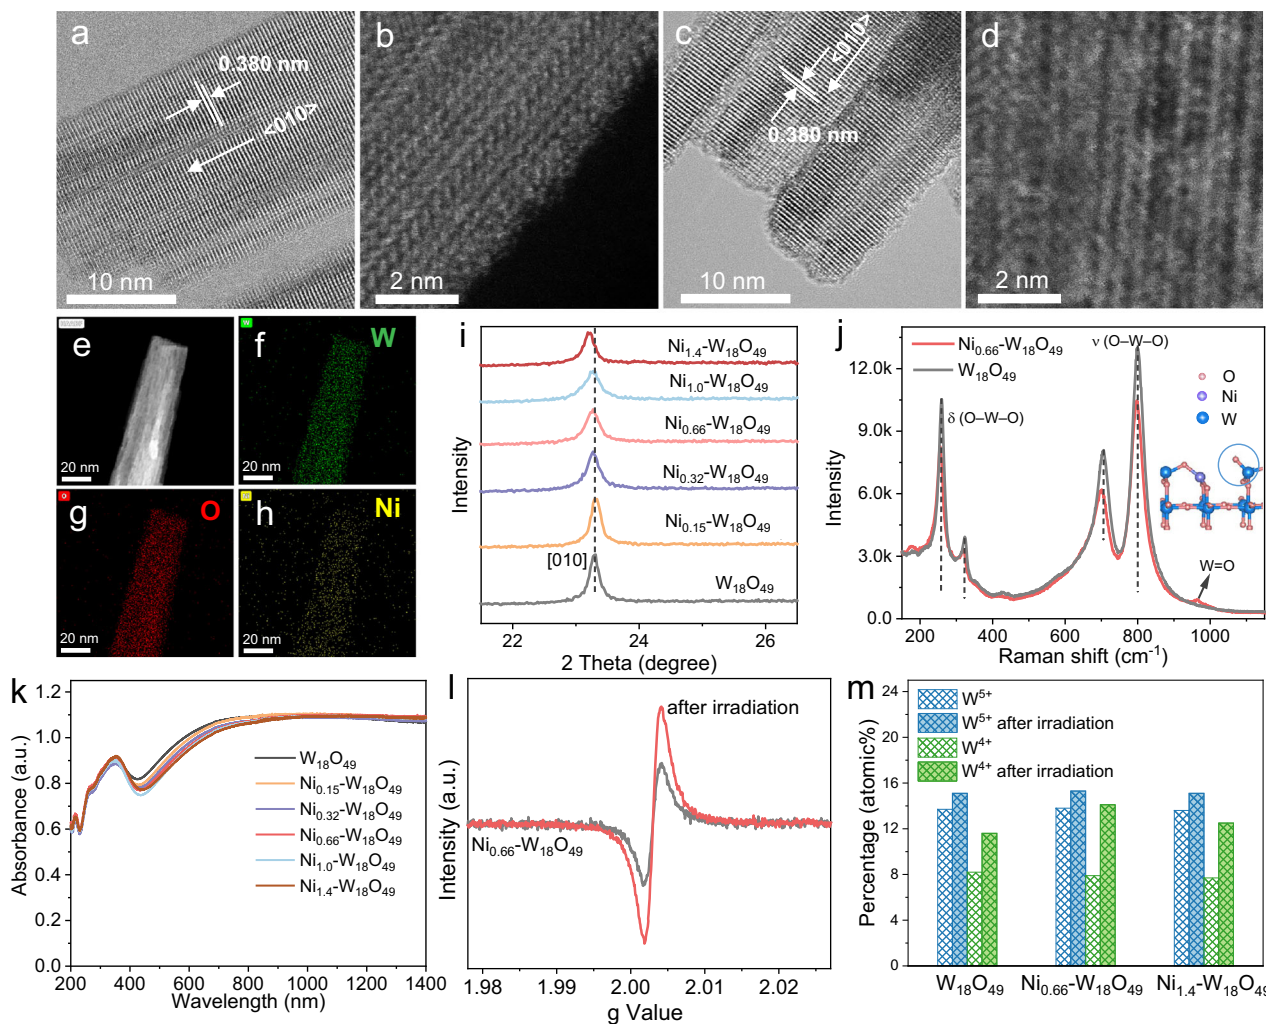 a
0.380 nm
<010>
10 nm
b
2 nm
c
<010>
0.380 nm
10 nm
d
2 nm
e
20 nm
f
W
W
20 nm
g
O
O
20 nm
h
Ni
20 nm
i
Ni1.4-W18O49
Ni1.0-W18O49
Ni0.66-W18O49
Ni0.32-W18O49
Ni0.15-W18O49
[010]
W18O49
Intensity
22
24
26
2 Theta (degree)
j
Ni0.66-W18O49
W18O49
ν (O–W–O)
δ (O–W–O)
O
Ni
W
W=O
12.0k
9.0k
6.0k
3.0k
0.0
Intensity
200
400
600
800
1000
Raman shift (cm-1)
k
1.2
1.0
0.8
0.6
0.4
0.2
0.0
Absorbance (a.u.)
W18O49
Ni0.15-W18O49
Ni0.32-W18O49
Ni0.66-W18O49
Ni1.0-W18O49
Ni1.4-W18O49
200
400
600
800
1000
1200
1400
Wavelength (nm)
l
after irradiation
Ni0.66-W18O49
Intensity (a.u.)
1.98
1.99
2.00
2.01
2.02
g Value
m
W5+
W5+ after irradiation
W4+
W4+ after irradiation
24
20
16
12
8
4
0
Percentage (atomic%)
W18O49
Ni0.66-W18O49
Ni1.4-W18O49